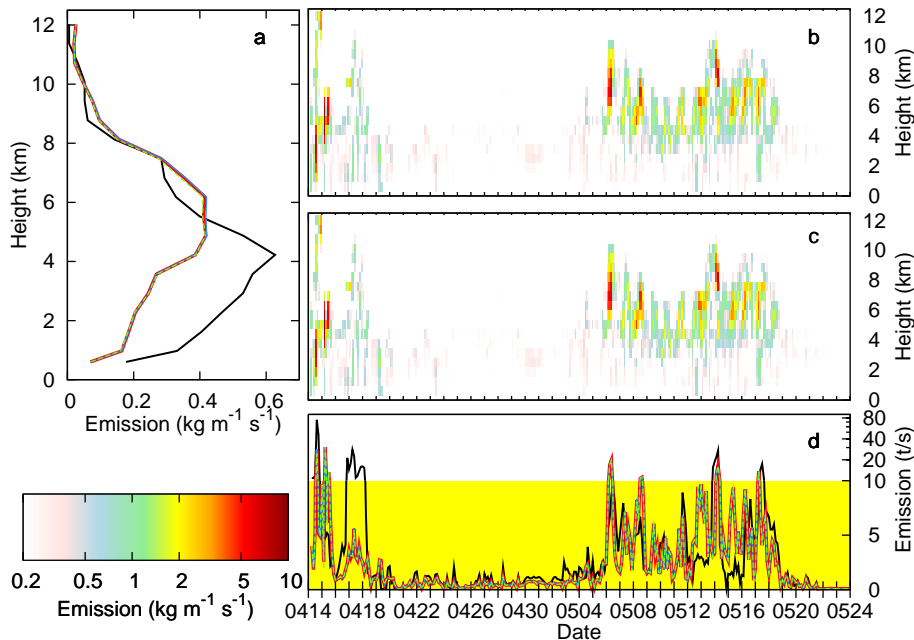 12
10
8
6
4
2
0
Height (km)
a
0
0.2
0.4
0.6
Emission (kg m⁻¹ s⁻¹)
b
12
10
8
6
4
2
0
Height (km)
c
12
10
8
6
4
2
0
Height (km)
d
80
40
20
10
5
0
Emission (t/s)
0414 0418 0422 0426 0430 0504 0508 0512 0516 0520 0524
Date
0.2 0.5 1 2 5 10
Emission (kg m⁻¹ s⁻¹)